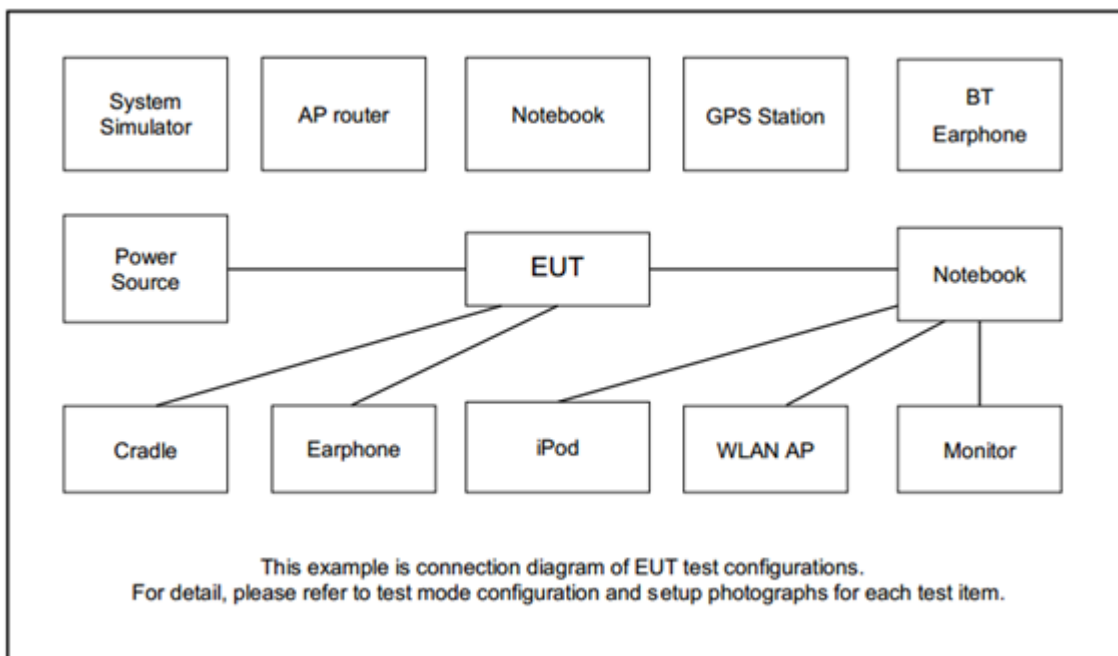 System
Simulator
AP router
Notebook
GPS Station
BT
Earphone
Power
Source
EUT
Notebook
Cradle
Earphone
iPod
WLAN AP
Monitor
This example is connection diagram of EUT test configurations.
For detail, please refer to test mode configuration and setup photographs for each test item.